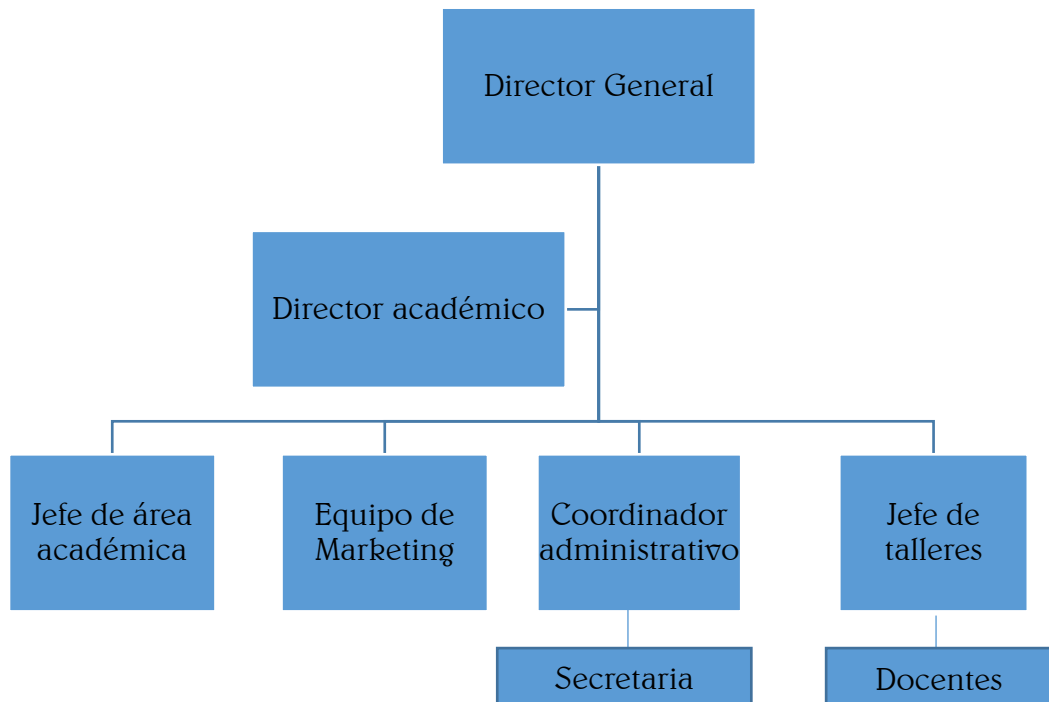 Director General
Director académico
Jefe de área
académica
Equipo de
Marketing
Coordinador
administrativo
Jefe de
talleres
Secretaria
Docentes